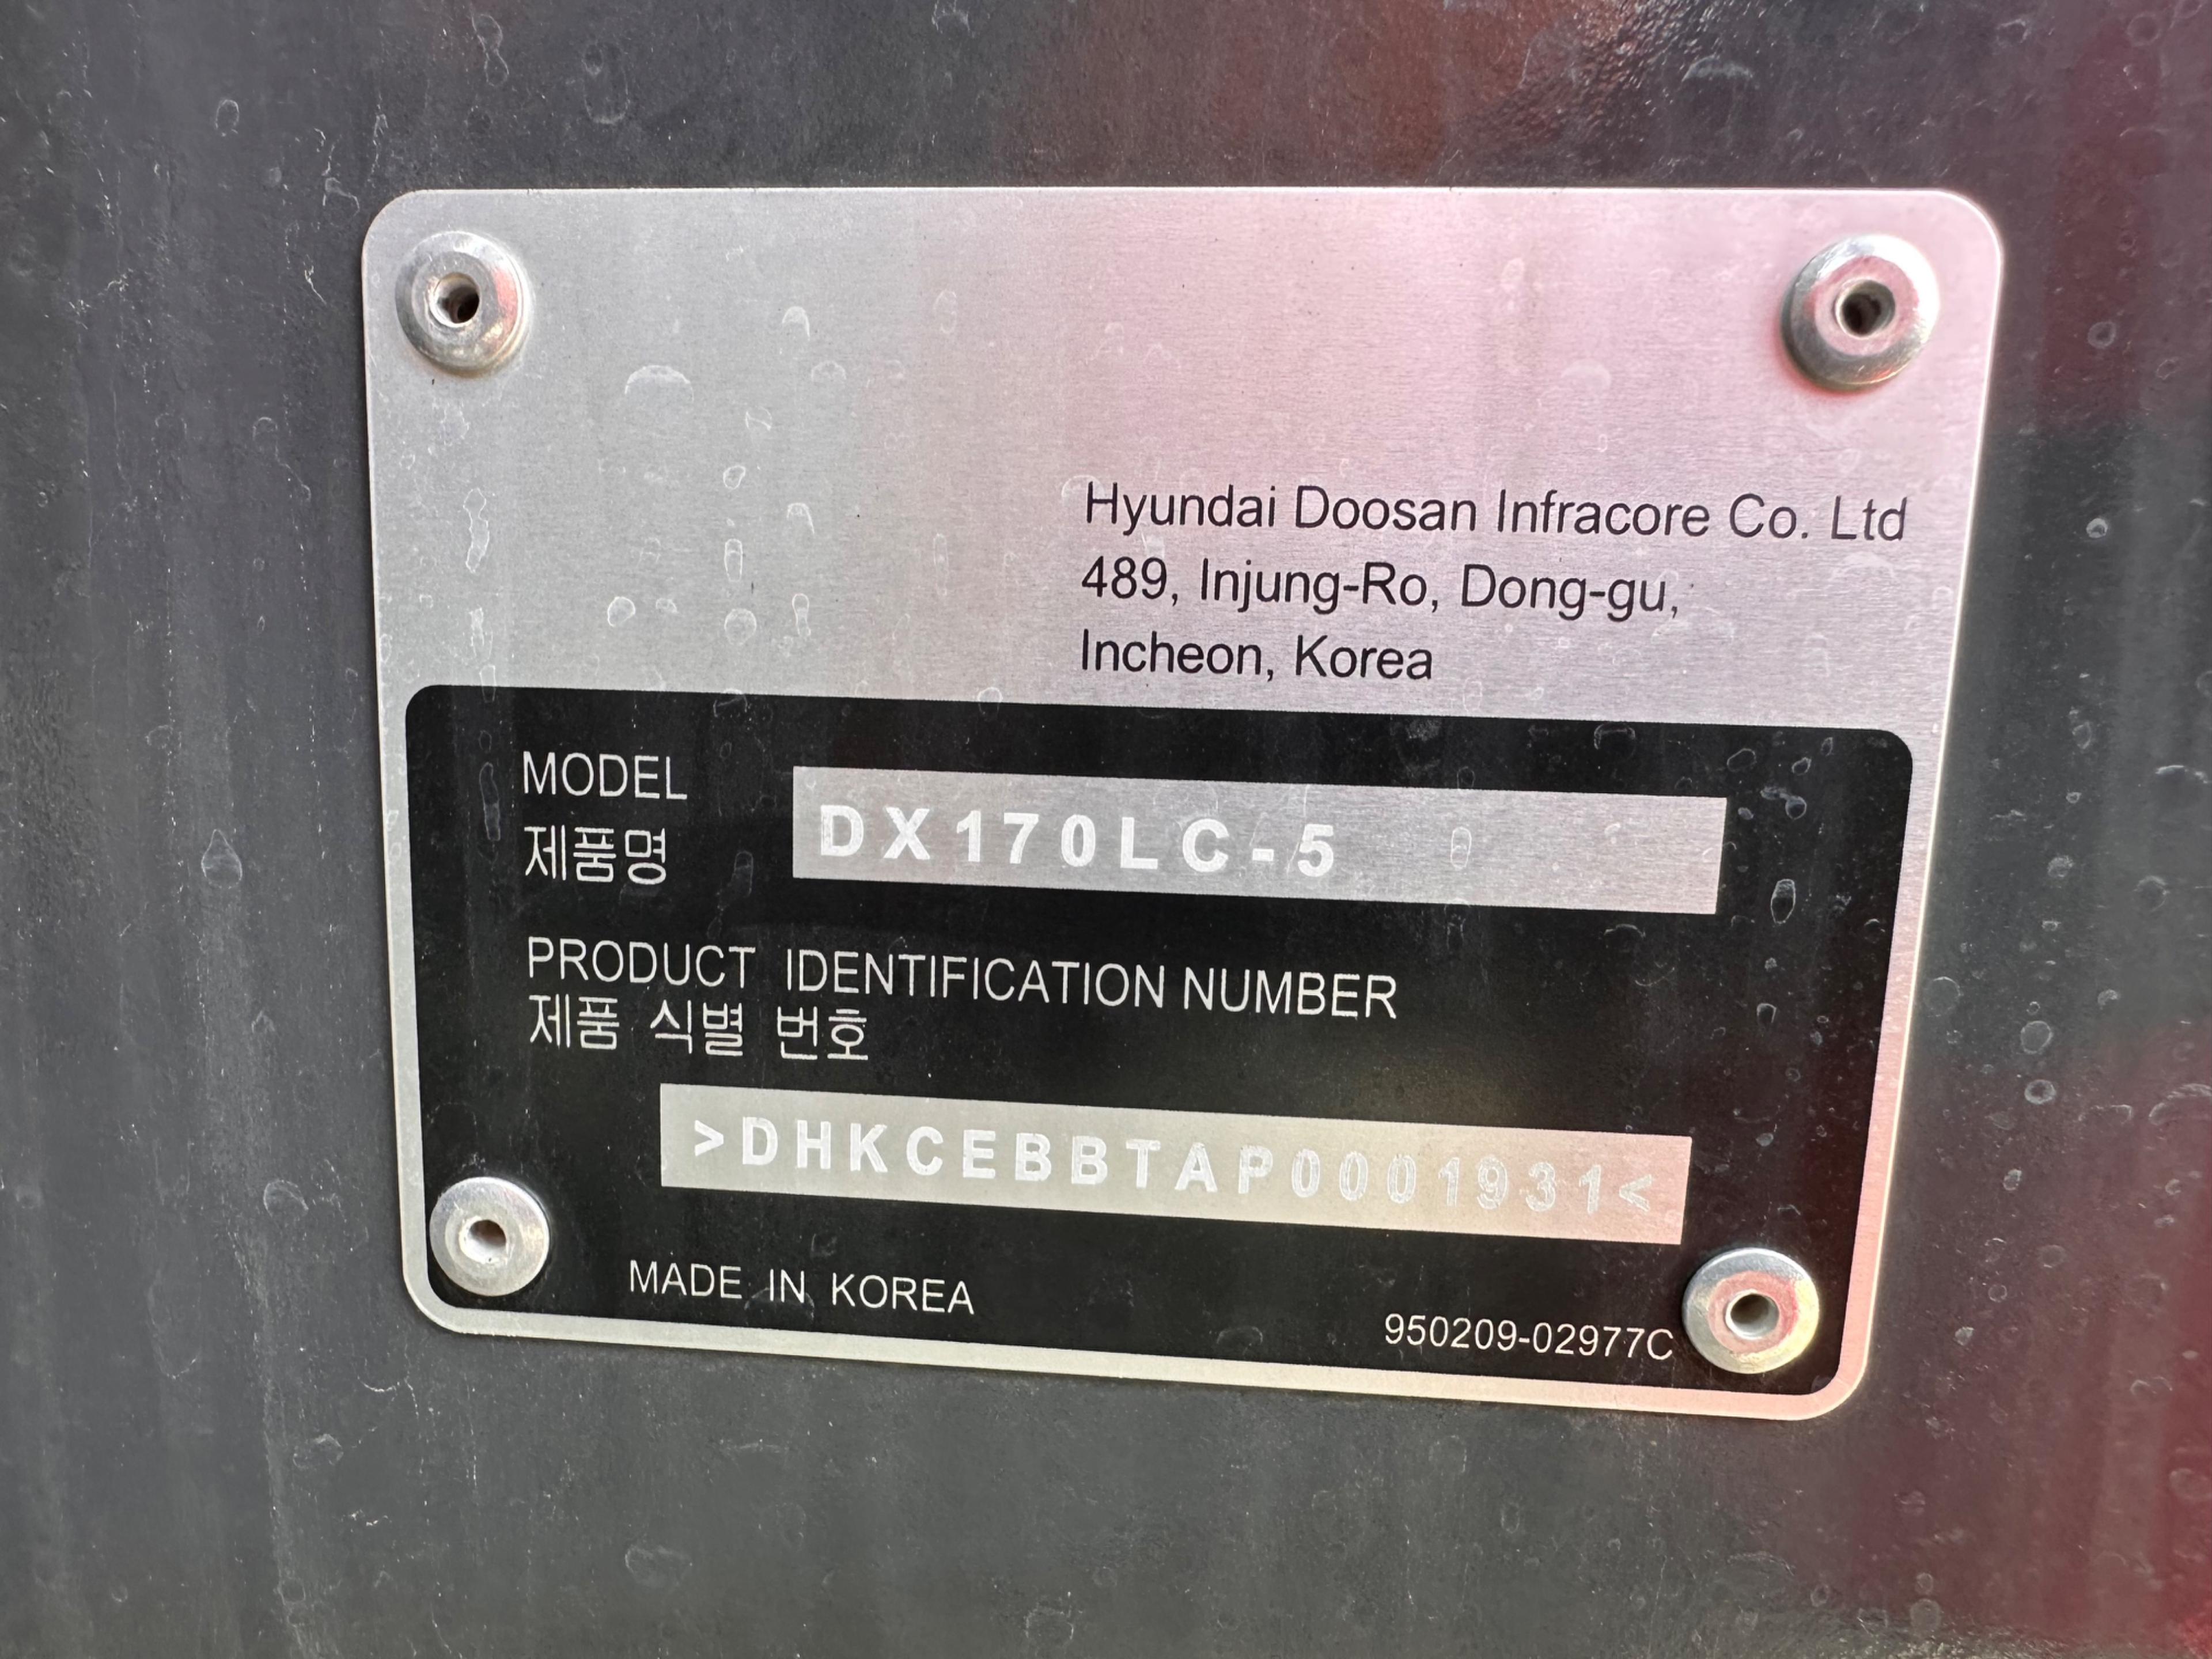 Hyundai Doosan Infracore Co. Ltd
489, Injung-Ro, Dong-gu,
Incheon, Korea
MODEL
제품명
DX170LC-5
PRODUCT IDENTIFICATION NUMBER
제품 식별 번호
>DHKCEBBTAP0001931<
MADE IN KOREA
950209-02977C